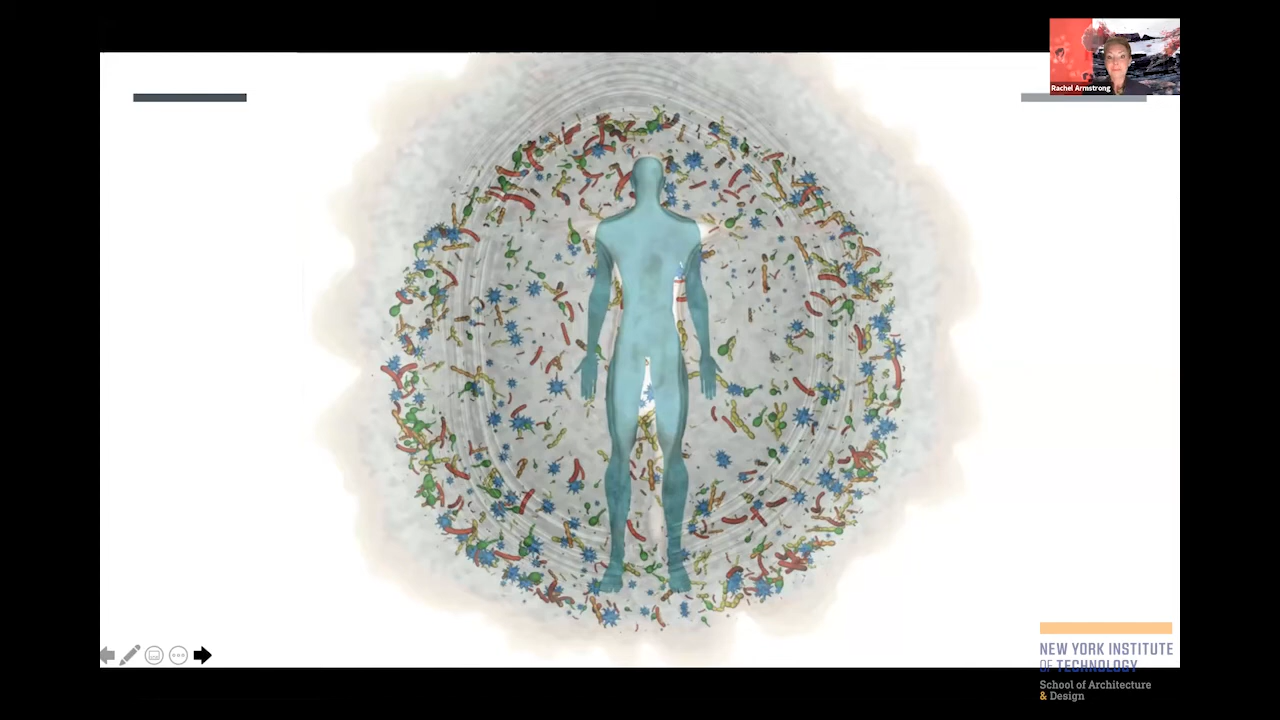 Rachel Armstrong
NEW YORK INSTITUTE
OF TECHNOLOGY
School of Architecture
& Design